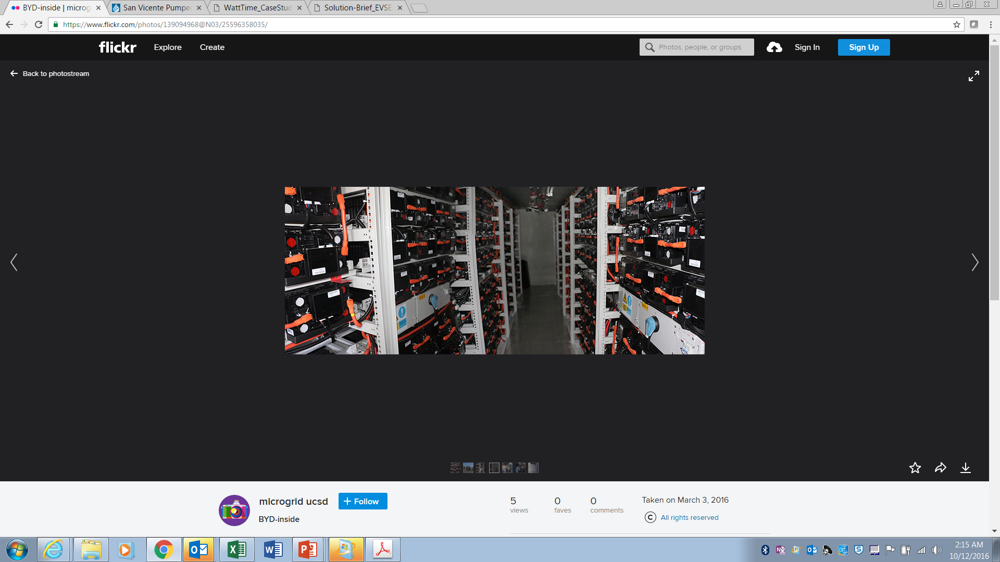 BYD-inside | microg
San Vicente Pumpe
WattTime_CaseStud
Solution-Brief_EVSE
https://www.flickr.com/photos/139094968@N03/25596358035/
flickr
Explore
Create
Photos, people, or groups
Sign In
Sign Up
Back to photostream
microgrid ucsd
+ Follow
BYD-inside
5
views
0
faves
0
comments
Taken on March 3, 2016
All rights reserved
2:15 AM
10/12/2016